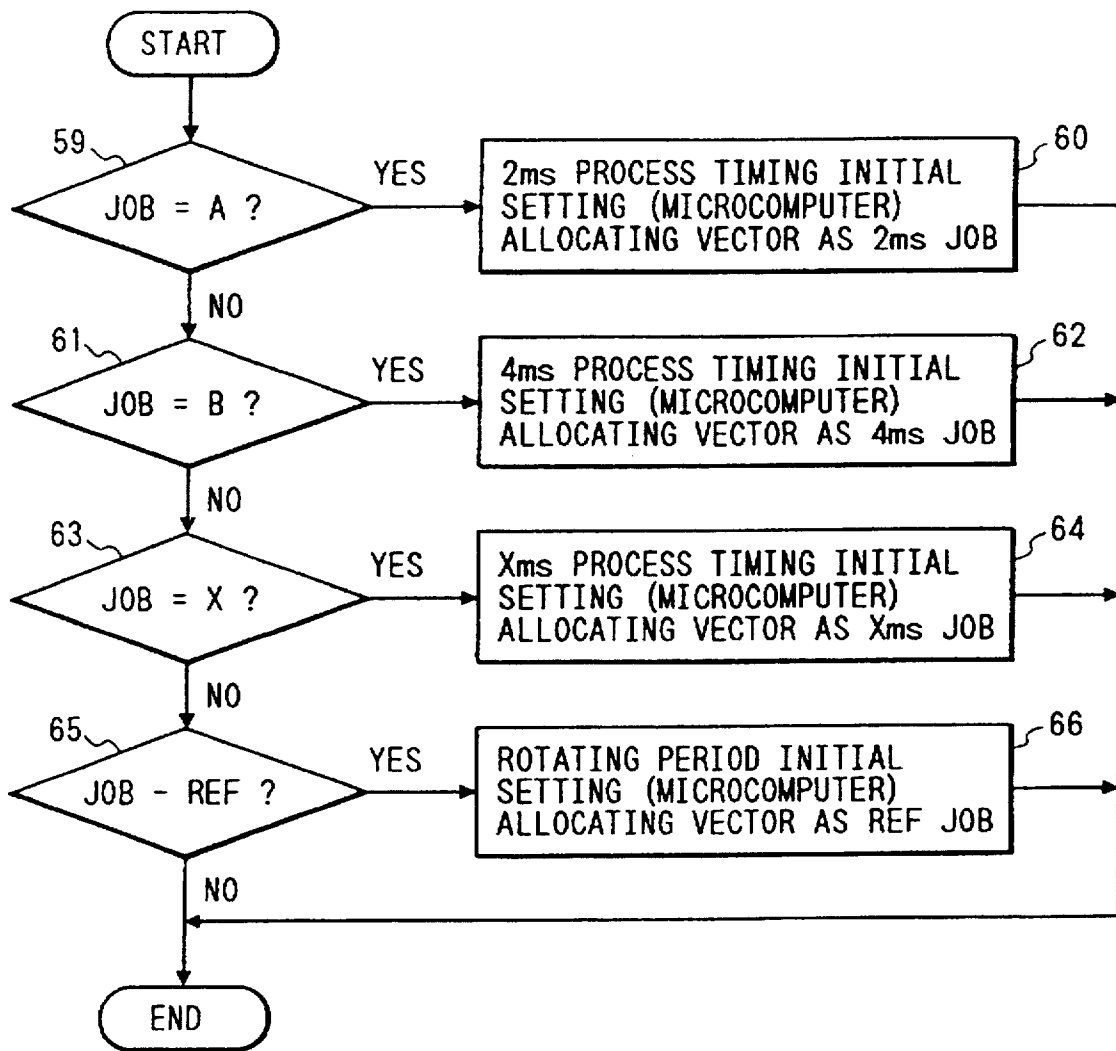 START
59
JOB = A ?
YES
60
2ms PROCESS TIMING INITIAL
SETTING (MICROCOMPUTER)
ALLOCATING VECTOR AS 2ms JOB
NO
61
JOB = B ?
YES
62
4ms PROCESS TIMING INITIAL
SETTING (MICROCOMPUTER)
ALLOCATING VECTOR AS 4ms JOB
NO
63
JOB = X ?
YES
64
Xms PROCESS TIMING INITIAL
SETTING (MICROCOMPUTER)
ALLOCATING VECTOR AS Xms JOB
NO
65
JOB - REF ?
YES
66
ROTATING PERIOD INITIAL
SETTING (MICROCOMPUTER)
ALLOCATING VECTOR AS REF JOB
NO
END